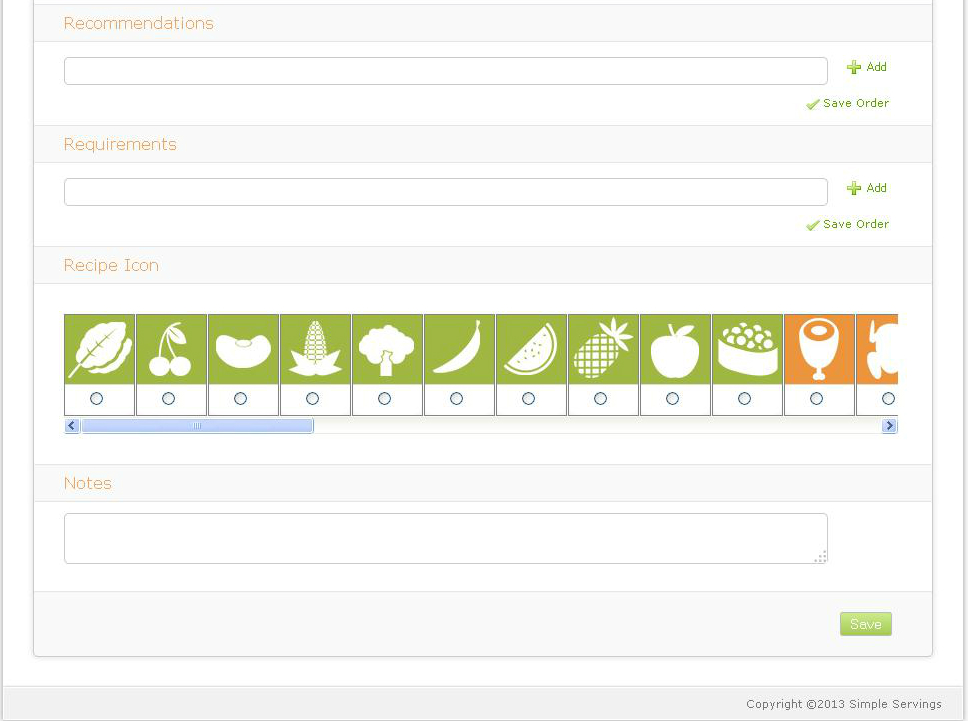 Recommendations
Add
Save Order
Requirements
Add
Save Order
Recipe Icon
Notes
Save
Copyright ©2013 Simple Servings